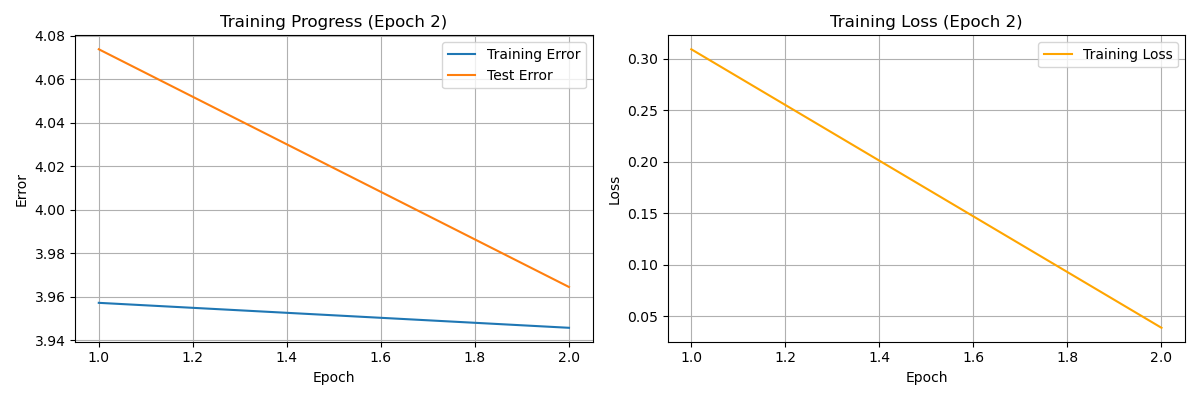 Training Progress (Epoch 2)
4.08
4.06
4.04
4.02
4.00
3.98
3.96
3.94
Error
Training Error
Test Error
1.0 1.2 1.4 1.6 1.8 2.0
Epoch
Training Loss (Epoch 2)
0.30
0.25
0.20
0.15
0.10
0.05
Loss
Training Loss
1.0 1.2 1.4 1.6 1.8 2.0
Epoch